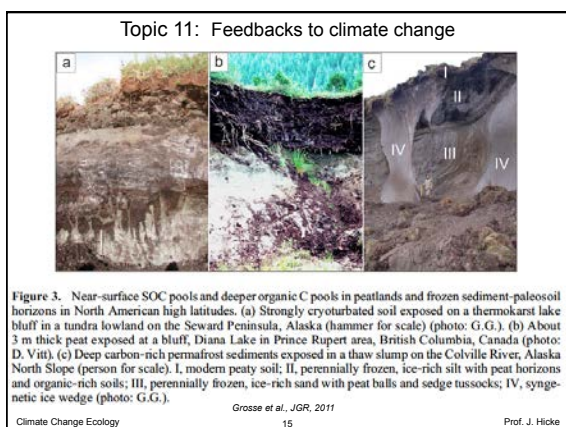 Topic 11: Feedbacks to climate change
a
b
c
I
II
III
IV
IV
Figure 3. Near-surface SOC pools and deeper organic C pools in peatlands and frozen sediment-paleosol
horizons in North American high latitudes. (a) Strongly cryoturbated soil exposed on a thermokarst lake
bluff in a tundra lowland on the Seward Peninsula, Alaska (hammer for scale) (photo: G.G.). (b) About
3 m thick peat exposed at a bluff, Diana Lake in Prince Rupert area, British Columbia, Canada (photo:
D. Vitt). (c) Deep carbon-rich permafrost sediments exposed in a thaw slump on the Colville River, Alaska
North Slope (person for scale). I, modern peaty soil; II, perennially frozen, ice-rich silt with peat horizons
and organic-rich soils; III, perennially frozen, ice-rich sand with peat balls and sedge tussocks; IV, synge-
netic ice wedge (photo: G.G.).
Grosse et al., JGR, 2011
Climate Change Ecology 15 Prof. J. Hicke